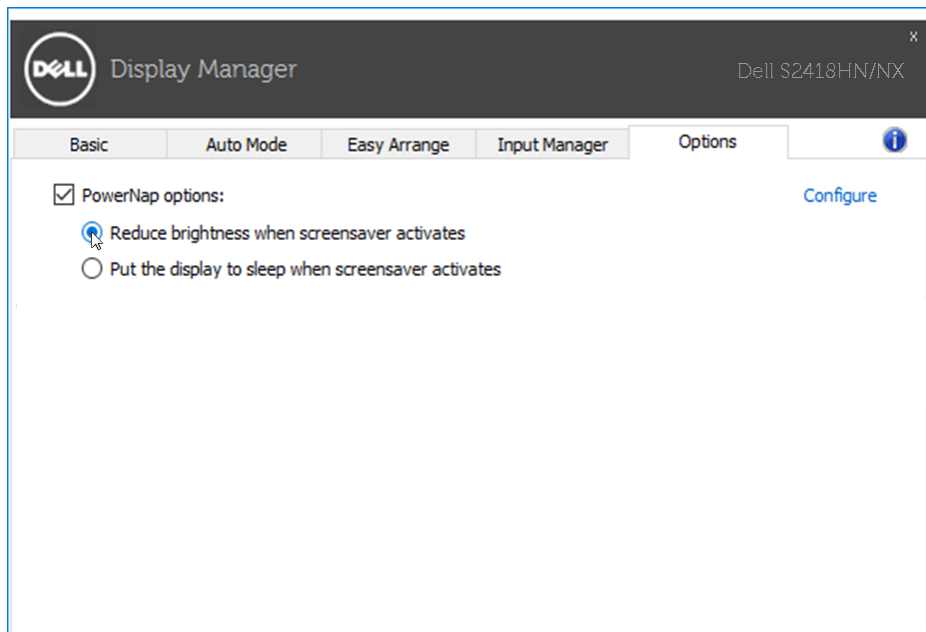 x
DELL Display Manager
Dell S2418HN/NX
Basic Auto Mode Easy Arrange Input Manager Options i
PowerNap options: Configure
Reduce brightness when screensaver activates
Put the display to sleep when screensaver activates